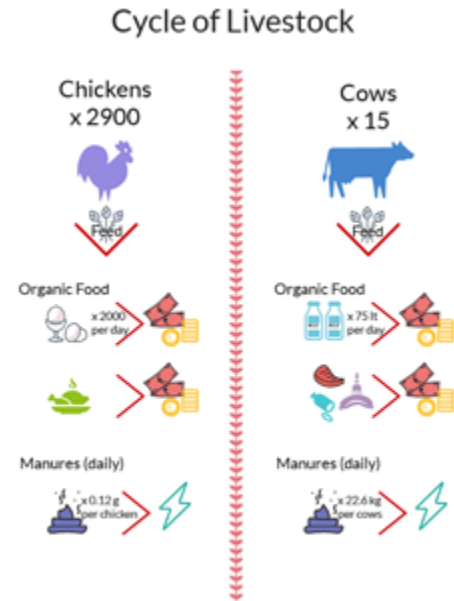 Cycle of Livestock
Chickens
x 2900
Feed
Organic Food
x 2000
per day
Manures (daily)
x 0.12 g
per chicken
Cows
x 15
Feed
Organic Food
x 75 lt
per day
Manures (daily)
x 22.6 kg
per cows